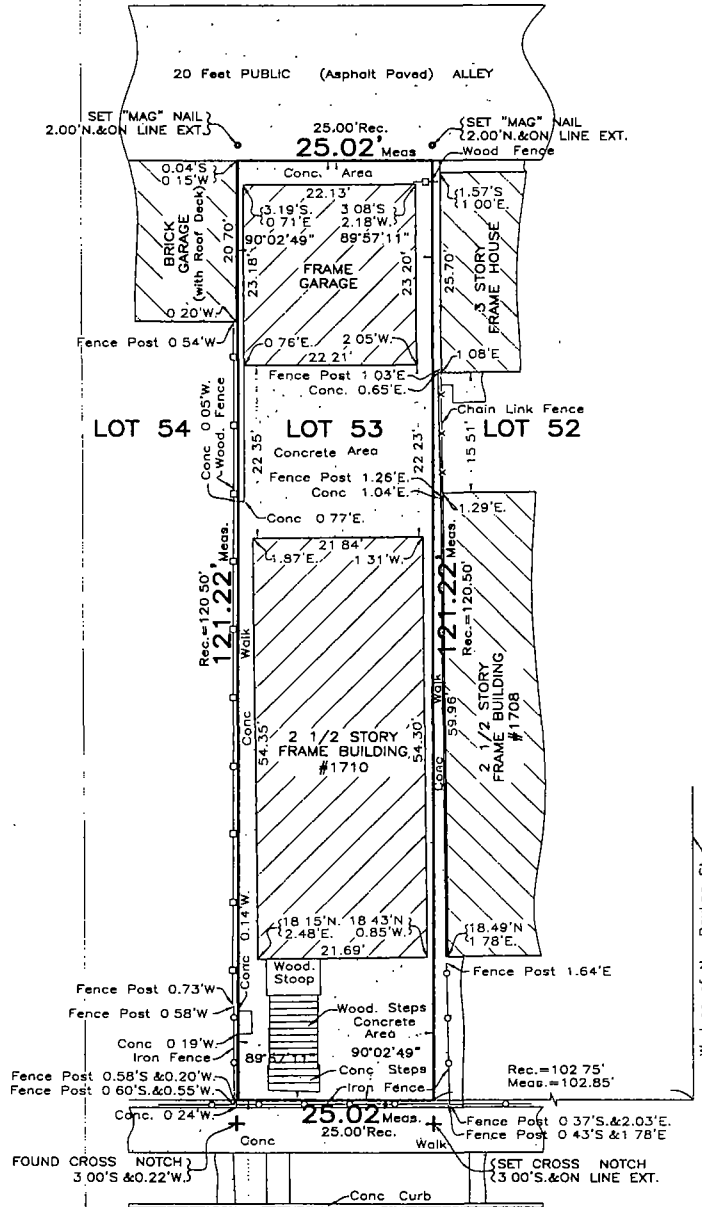 20 Feet PUBLIC (Asphalt Paved) ALLEY
SET "MAG" NAIL
2.00'N.&ON LINE EXT.
25.00'Rec.
25.02' Meas
SET "MAG" NAIL
2.00'N.&ON LINE EXT.
Wood Fence
0.04'S
0 15'W
Conc. Area
22.13'
3.19'S.
0 71'E
3 08'S
2.18'W.
1.57'S
1 00'E.
90°02'49"
89°57'11"
BRICK
GARAGE
(with Roof Deck)
20 70'
23.18'
FRAME
GARAGE
23 20'
25.70'
3 STORY
FRAME HOUSE
0 20'W.
Fence Post 0 54'W
0 76'E.
2 05'W.
22 21'
1.08'E
Fence Post 1 03'E
Conc. 0.65'E.
Chain Link Fence
LOT 54
Conc 0 05'W.
Wood. Fence
22 35'
LOT 53
Concrete Area
22 23'
LOT 52
15 51'
Fence Post 1.26'E.
Conc 1.04'E.
1.29'E.
Conc 0 77'E.
21 84'
1.87'E.
1 31'W.
Rec.=120 50'
121.22' Meas.
121.22' Meas.
Rec.=120.50'
Conc Walk
54.35'
2 1/2 STORY
FRAME BUILDING
#1710
54.30'
Conc Walk
59.96'
2 1/2 STORY
FRAME BUILDING
#1708
Conc 0.14'W.
18 15'N.
2.48'E.
18 43'N
0.85'W.
21.69'
18.49'N
1 78'E.
Wood.
Stoop
Fence Post 1.64'E
Fence Post 0.73'W
Fence Post 0 58'W
Wood Steps
Concrete
Area
Conc 0 19'W.
Iron Fence
89°57'11"
90°02'49"
Conc Steps
Rec.=102 75'
Meas.=102.85'
Fence Post 0.58'S &0.20'W.
Fence Post 0 60'S.&0.55'W.
Iron Fence
Conc. 0 24'W.
25.02' Meas.
25.00'Rec.
Fence Post 0 37'S.&2.03'E.
Fence Post 0 43'S &1 78'E
Conc
Walk
FOUND CROSS NOTCH
3 00'S &0.22'W.
SET CROSS NOTCH
3 00'S.&ON LINE EXT.
Conc Curb